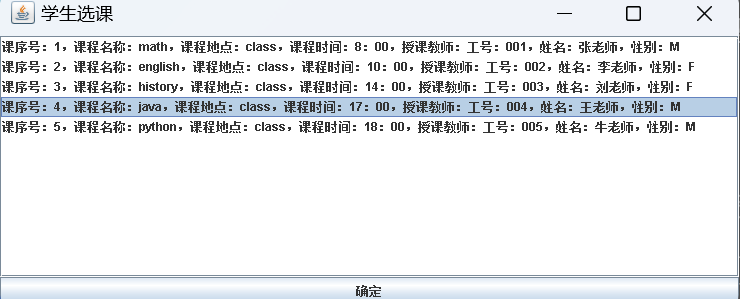 学生选课
课序号：1，课程名称：math，课程地点：class，课程时间：8：00，授课教师：工号：001，姓名：张老师，性别：M
课序号：2，课程名称：english，课程地点：class，课程时间：10：00，授课教师：工号：002，姓名：李老师，性别：F
课序号：3，课程名称：history，课程地点：class，课程时间：14：00，授课教师：工号：003，姓名：刘老师，性别：F
课序号：4，课程名称：java，课程地点：class，课程时间：17：00，授课教师：工号：004，姓名：王老师，性别：M
课序号：5，课程名称：python，课程地点：class，课程时间：18：00，授课教师：工号：005，姓名：牛老师，性别：M
确定